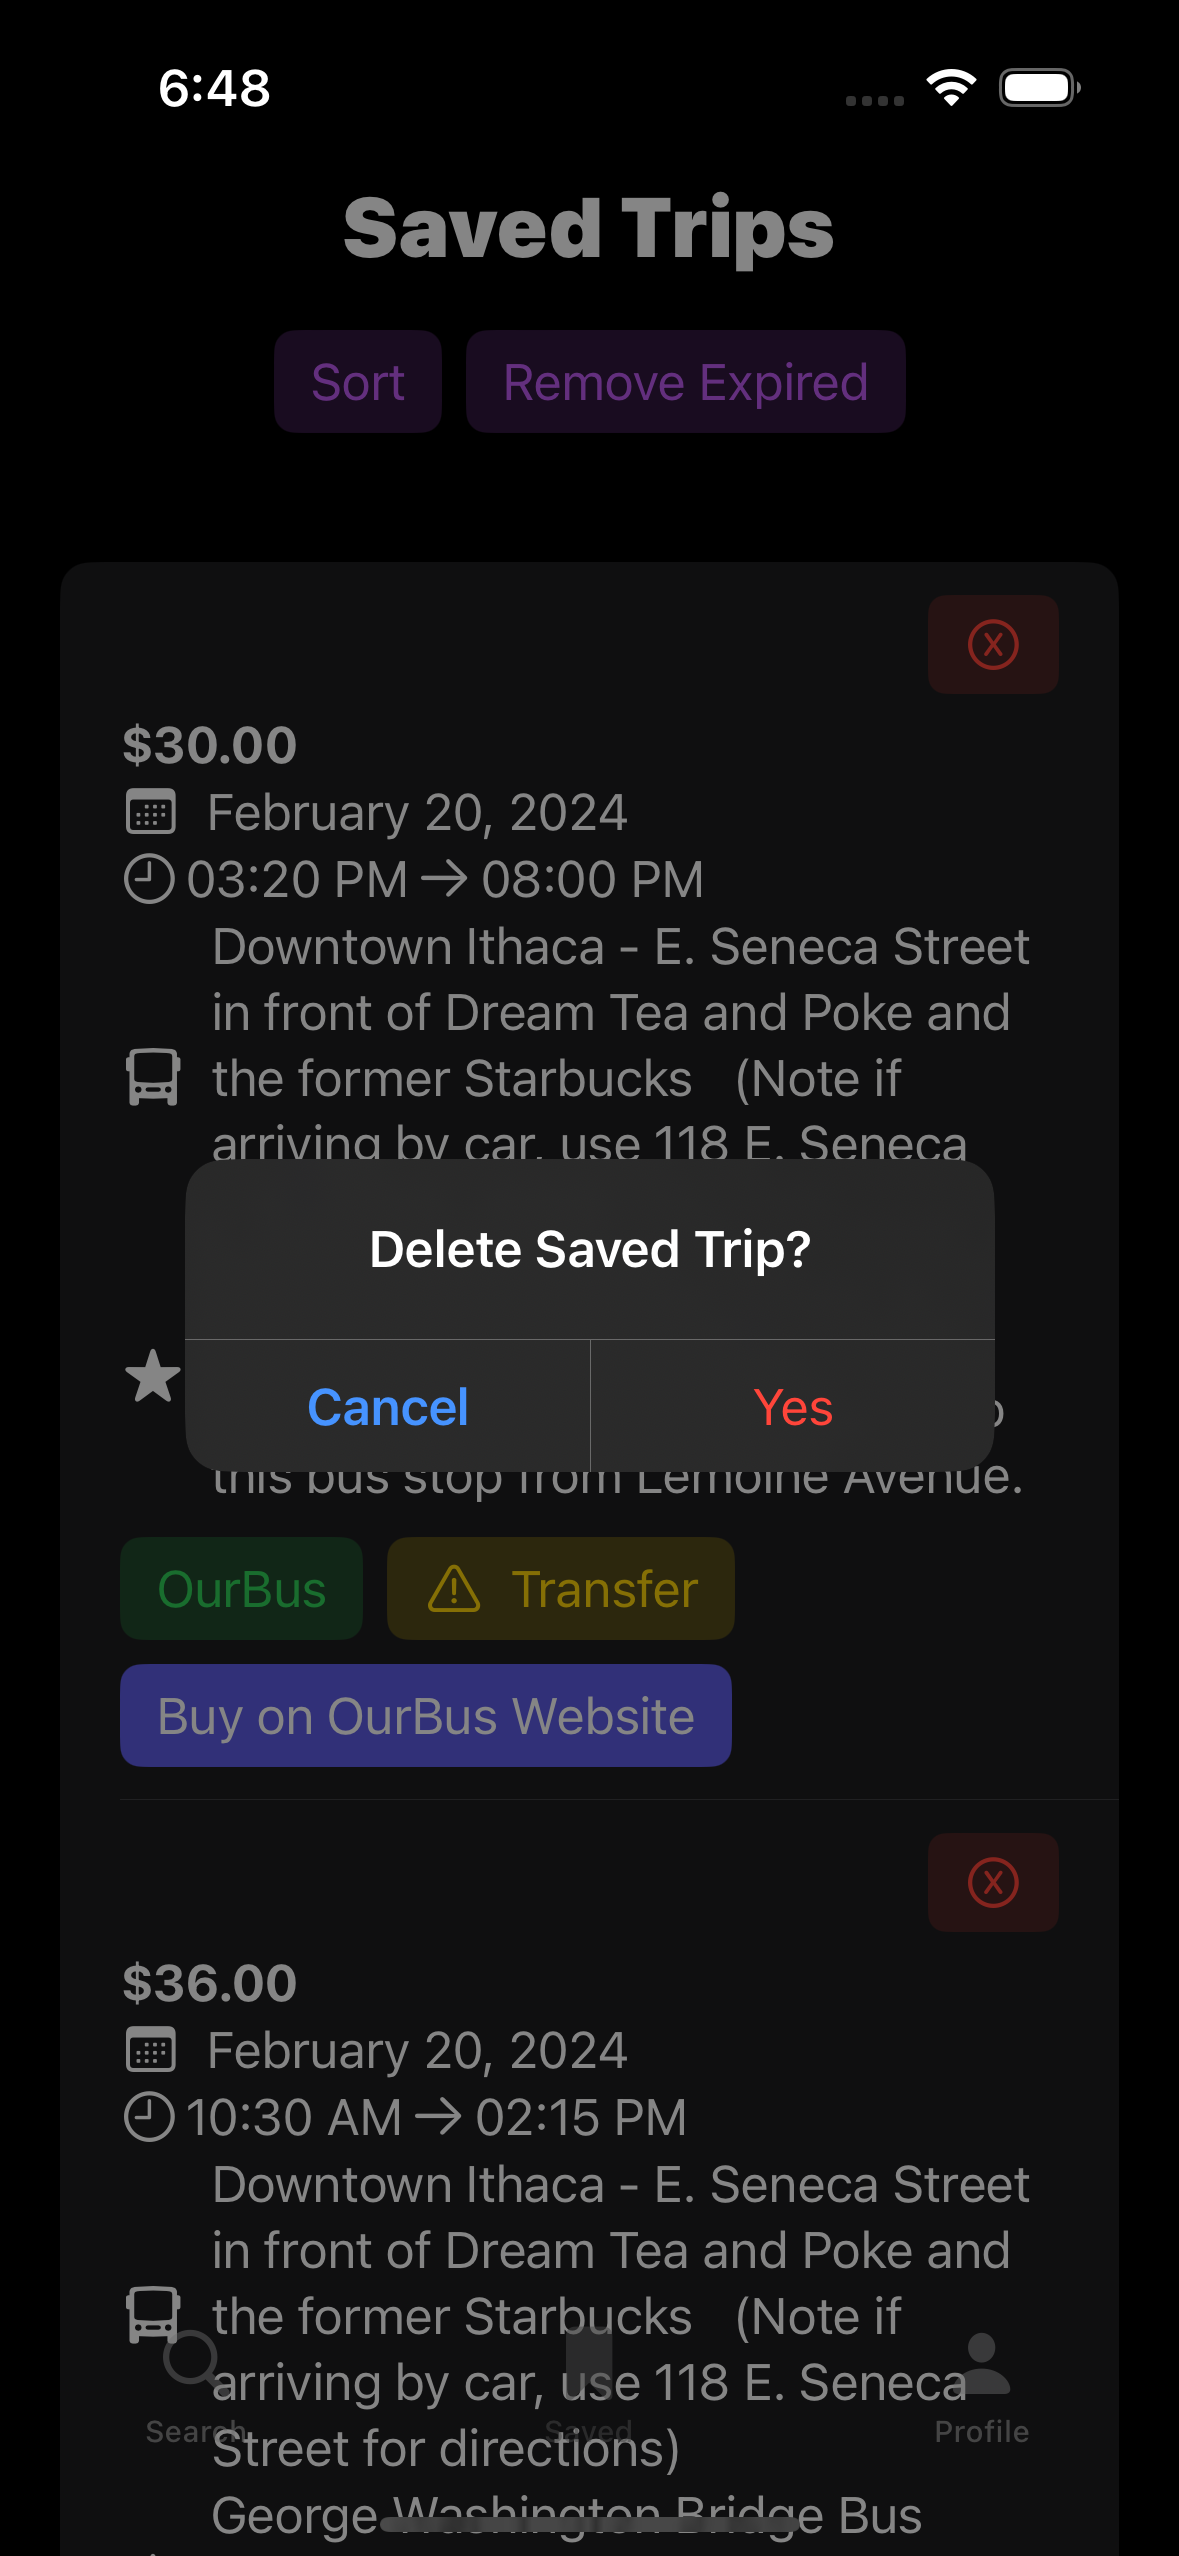 6:48
Saved Trips
Sort
Remove Expired
$30.00
February 20, 2024
03:20 PM → 08:00 PM
Downtown Ithaca - E. Seneca Street
in front of Dream Tea and Poke and
the former Starbucks (Note if
arriving by car, use 118 E. Seneca
Delete Saved Trip?
Cancel
Yes
this bus stop from Lemoine Avenue.
OurBus
Transfer
Buy on OurBus Website
$36.00
February 20, 2024
10:30 AM → 02:15 PM
Downtown Ithaca - E. Seneca Street
in front of Dream Tea and Poke and
the former Starbucks (Note if
arriving by car, use 118 E. Seneca
Street for directions)
George Washington Bridge Bus
Search
Saved
Profile